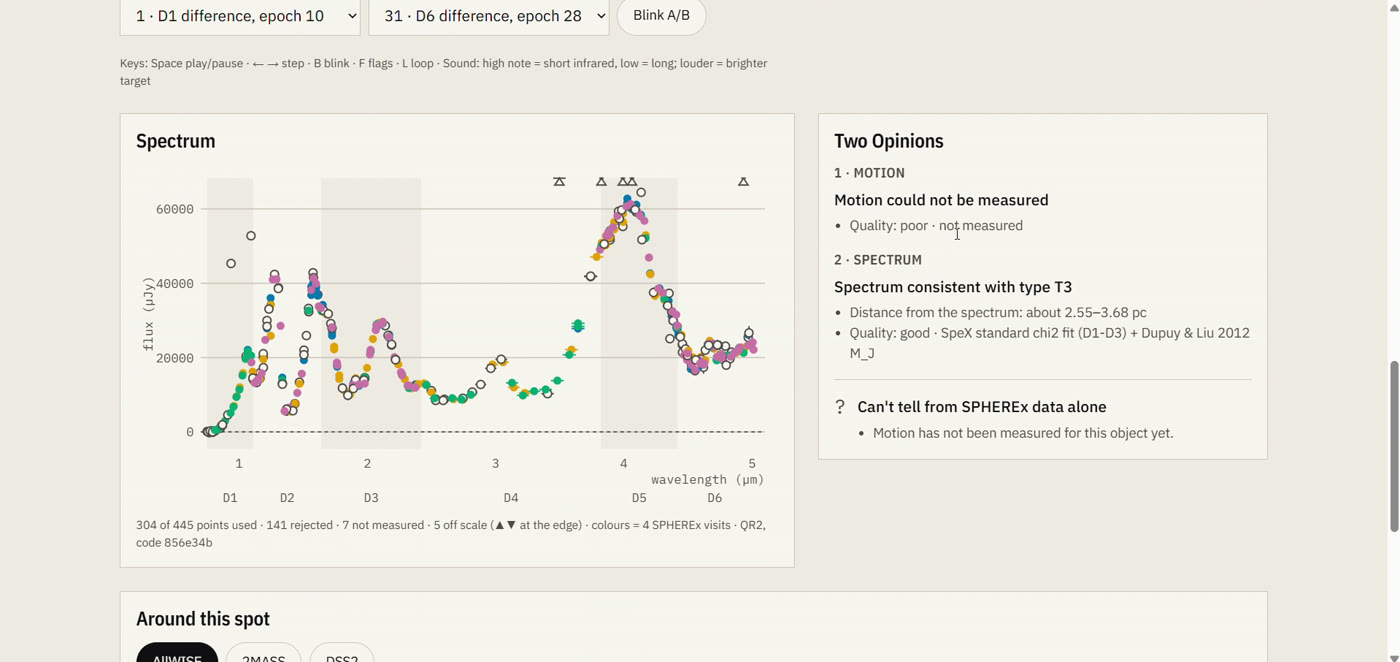 1 · D1 difference, epoch 10
31 · D6 difference, epoch 28
Blink A/B
Keys: Space play/pause · ← → step · B blink · F flags · L loop · Sound: high note = short infrared, low = long; louder = brighter
target
Spectrum
60000
40000
20000
0
flux (μJy)
1
2
3
4
5
wavelength (μm)
D1
D2
D3
D4
D5
D6
304 of 445 points used · 141 rejected · 7 not measured · 5 off scale (▲▼ at the edge) · colours = 4 SPHEREx visits · QR2,
code 856e34b
Two Opinions
1 · MOTION
Motion could not be measured
• Quality: poor · not measured
2 · SPECTRUM
Spectrum consistent with type T3
• Distance from the spectrum: about 2.55–3.68 pc
• Quality: good · SpeX standard chi2 fit (D1-D3) + Dupuy & Liu 2012
M_J
? Can't tell from SPHEREx data alone
• Motion has not been measured for this object yet.
Around this spot
AllWISE
2MASS
DSS2